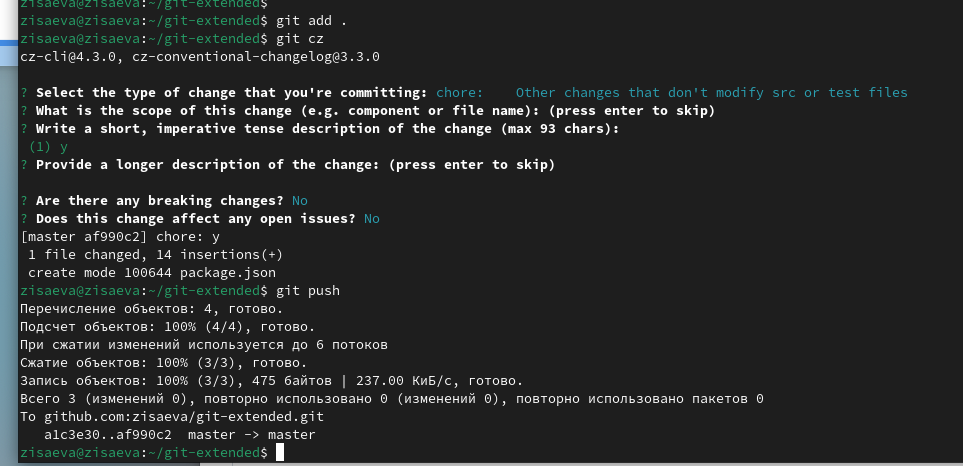 zisaeva@zisaeva:~/git-extended$
zisaeva@zisaeva:~/git-extended$ git add .
zisaeva@zisaeva:~/git-extended$ git cz
cz-cli@4.3.0, cz-conventional-changelog@3.3.0
? Select the type of change that you're committing: chore:    Other changes that don't modify src or test files
? What is the scope of this change (e.g. component or file name): (press enter to skip)
? Write a short, imperative tense description of the change (max 93 chars):
 (1) y
? Provide a longer description of the change: (press enter to skip)
? Are there any breaking changes? No
? Does this change affect any open issues? No
[master af990c2] chore: y
 1 file changed, 14 insertions(+)
 create mode 100644 package.json
zisaeva@zisaeva:~/git-extended$ git push
Перечисление объектов: 4, готово.
Подсчет объектов: 100% (4/4), готово.
При сжатии изменений используется до 6 потоков
Сжатие объектов: 100% (3/3), готово.
Запись объектов: 100% (3/3), 475 байтов | 237.00 КиБ/с, готово.
Всего 3 (изменений 0), повторно использовано 0 (изменений 0), повторно использовано пакетов 0
To github.com:zisaeva/git-extended.git
   a1c3e30..af990c2  master -> master
zisaeva@zisaeva:~/git-extended$